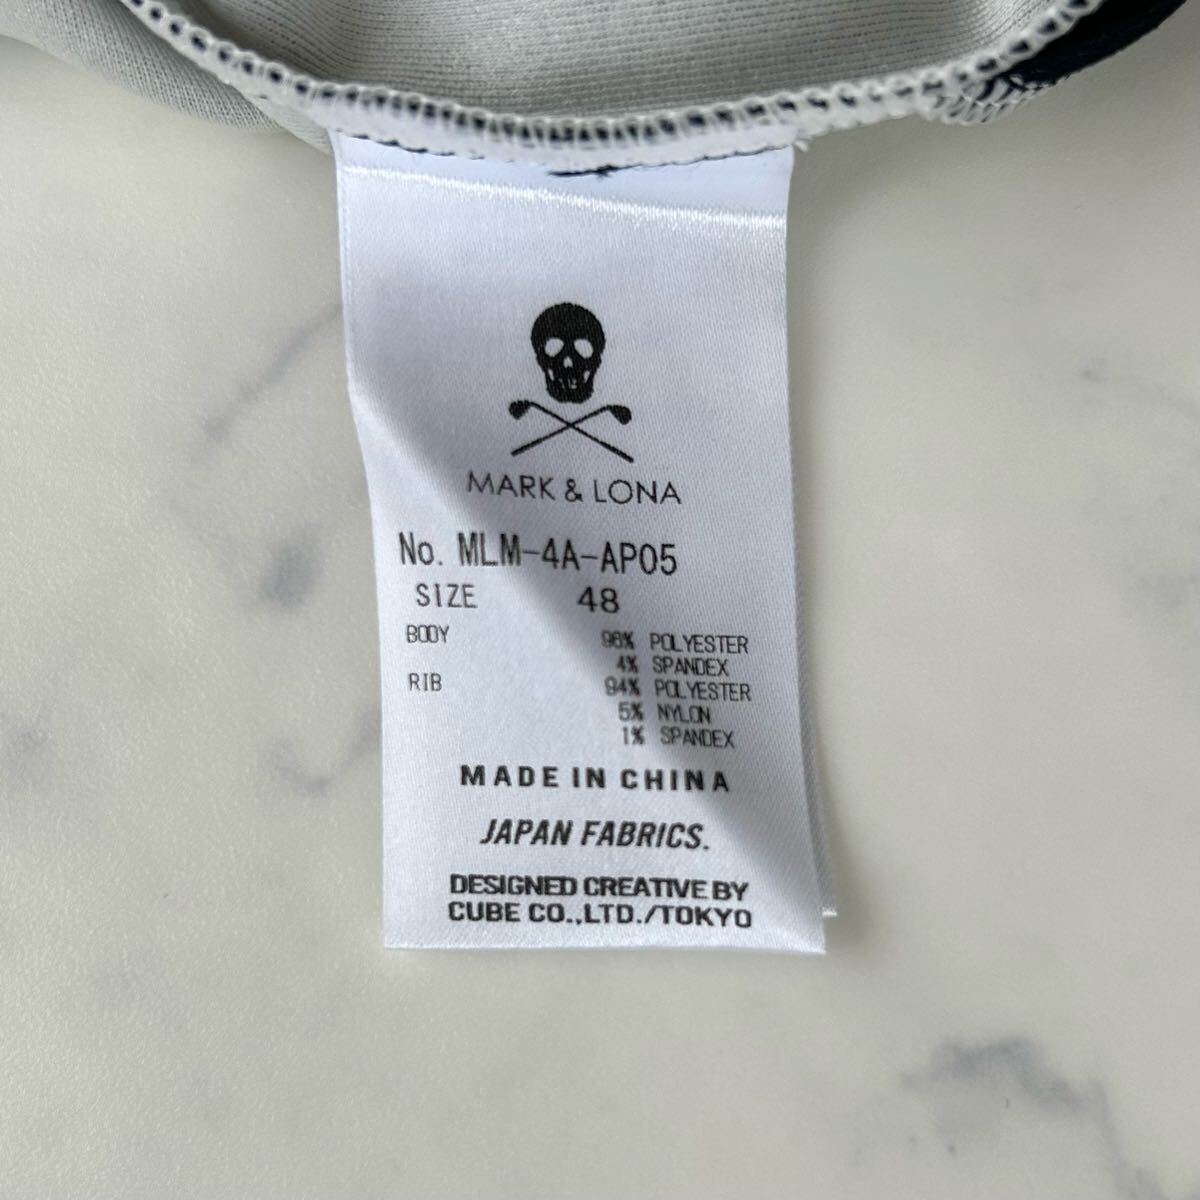 MARK & LONA
No. MLM-4A-AP05
SIZE 48
BODY 96% POLYESTER
4% SPANDEX
RIB 94% POLYESTER
5% NYLON
1% SPANDEX
MADE IN CHINA
JAPAN FABRICS.
DESIGNED CREATIVE BY
CUBE CO.,LTD./TOKYO